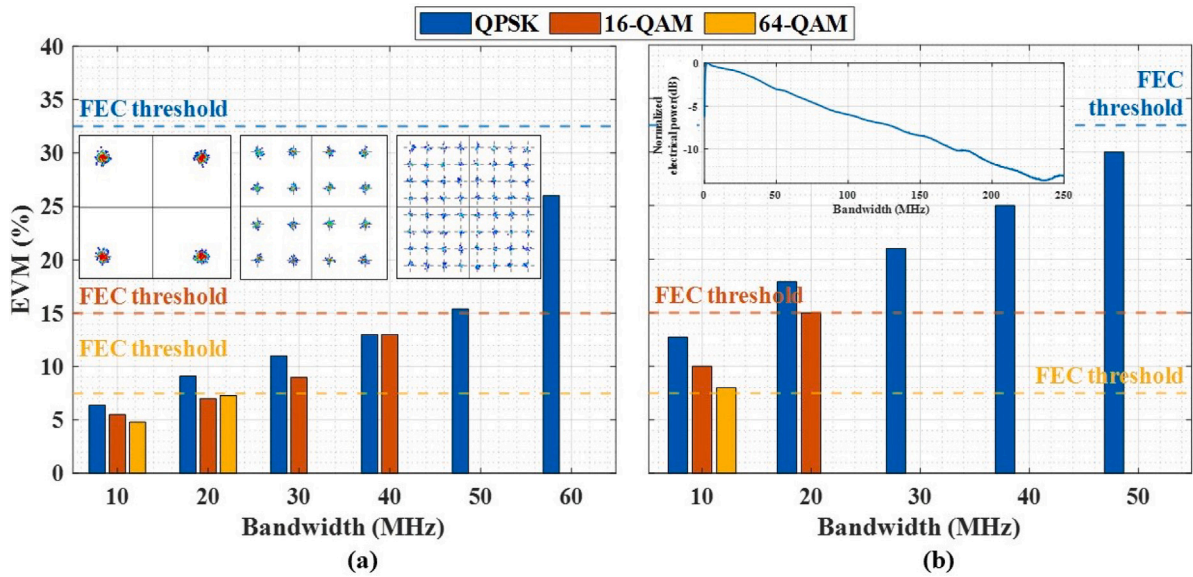 (a)
QPSK 16-QAM 64-QAM
(b)
EVM (%)
40
35
30
25
20
15
10
5
0
FEC threshold
FEC threshold
FEC threshold
10 20 30 40 50 60
Bandwidth (MHz)
(a)
Normalized
electrical power(dB)
0
-5
-10
0 50 100 150 200 250
Bandwidth (MHz)
FEC
threshold
FEC threshold
FEC threshold
10 20 30 40 50
Bandwidth (MHz)
(b)